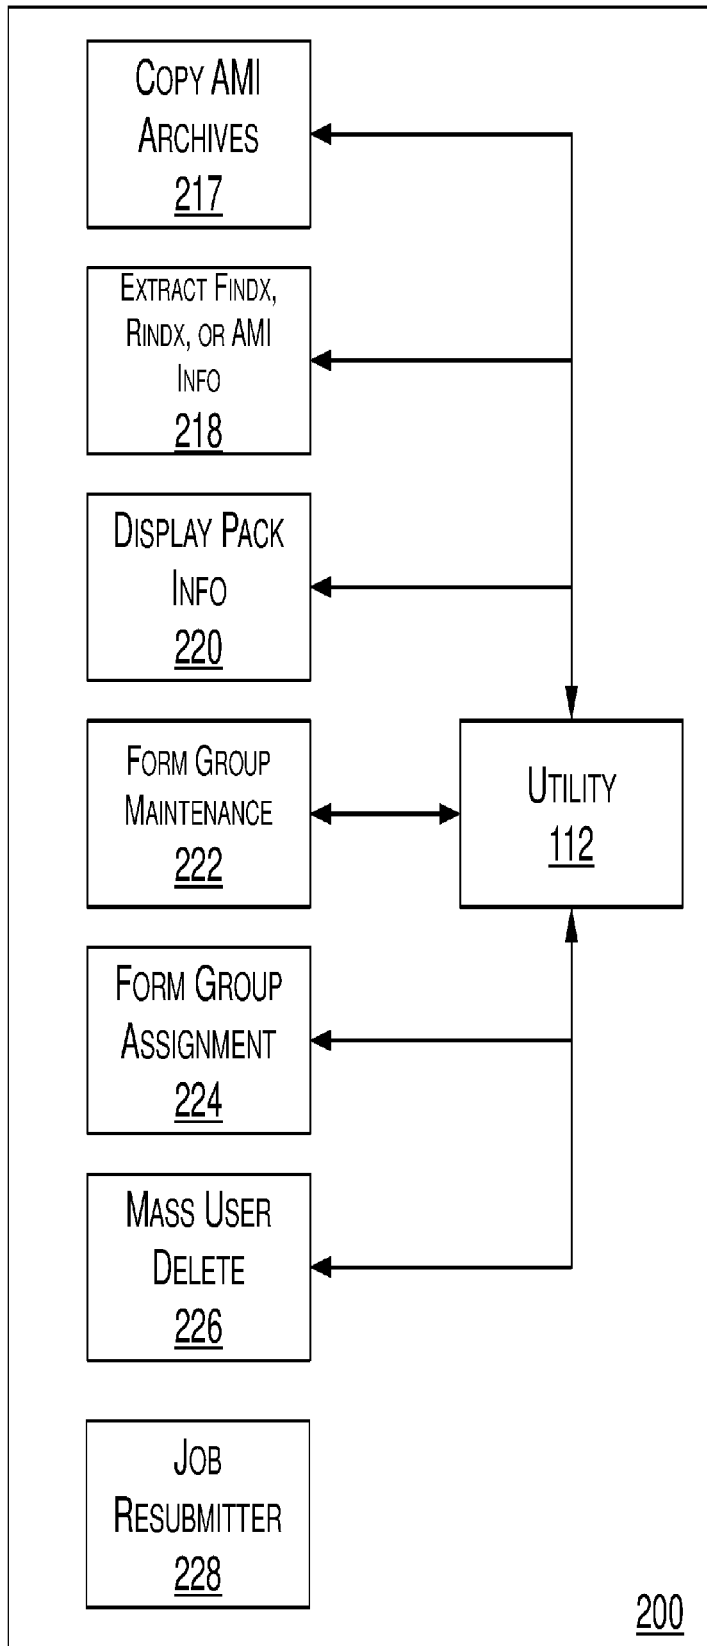 COPY AMI
ARCHIVES
217
EXTRACT FINDX,
RINDX, OR AMI
INFO
218
DISPLAY PACK
INFO
220
FORM GROUP
MAINTENANCE
222
UTILITY
112
FORM GROUP
ASSIGNMENT
224
MASS USER
DELETE
226
JOB
RESUBMITTER
228
200